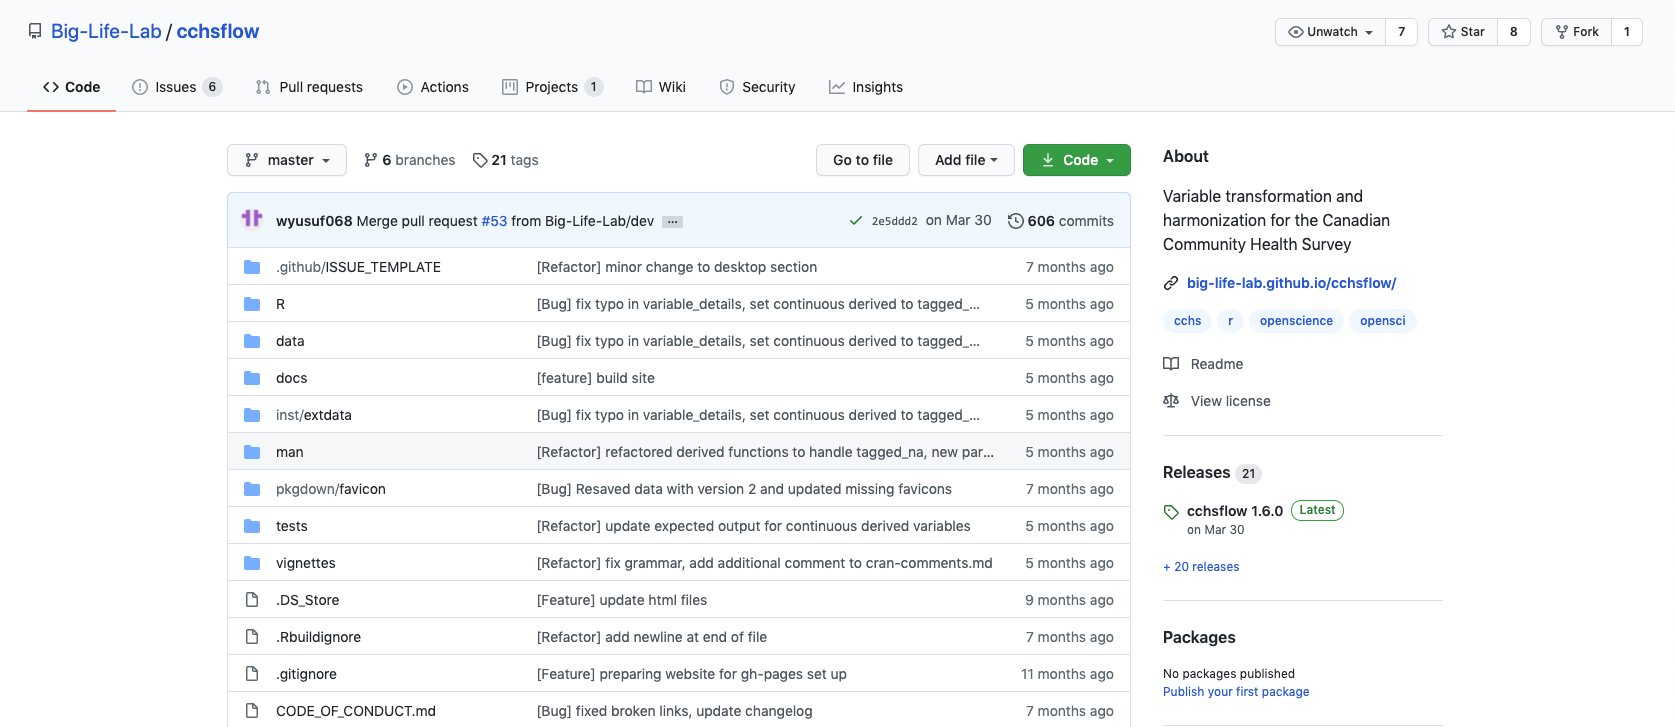 Big-Life-Lab / cchsflow
Unwatch 7 Star 8 Fork 1
Code Issues 6 Pull requests Actions Projects 1 Wiki Security Insights
master 6 branches 21 tags Go to file Add file Code
wyusuf068 Merge pull request #53 from Big-Life-Lab/dev ... 2e5ddd2 on Mar 30 606 commits
.github/ISSUE_TEMPLATE [Refactor] minor change to desktop section 7 months ago
R [Bug] fix typo in variable_details, set continuous derived to tagged_... 5 months ago
data [Bug] fix typo in variable_details, set continuous derived to tagged_... 5 months ago
docs [feature] build site 5 months ago
inst/extdata [Bug] fix typo in variable_details, set continuous derived to tagged_... 5 months ago
man [Refactor] refactored derived functions to handle tagged_na, new par... 5 months ago
pkgdown/favicon [Bug] Resaved data with version 2 and updated missing favicons 7 months ago
tests [Refactor] update expected output for continuous derived variables 5 months ago
vignettes [Refactor] fix grammar, add additional comment to cran-comments.md 5 months ago
.DS_Store [Feature] update html files 9 months ago
.Rbuildignore [Refactor] add newline at end of file 7 months ago
.gitignore [Feature] preparing website for gh-pages set up 11 months ago
CODE_OF_CONDUCT.md [Bug] fixed broken links, update changelog 7 months ago
About
Variable transformation and
harmonization for the Canadian
Community Health Survey
big-life-lab.github.io/cchsflow/
cchs r openscience opensci
Readme
View license
Releases 21
cchsflow 1.6.0 Latest
on Mar 30
+ 20 releases
Packages
No packages published
Publish your first package